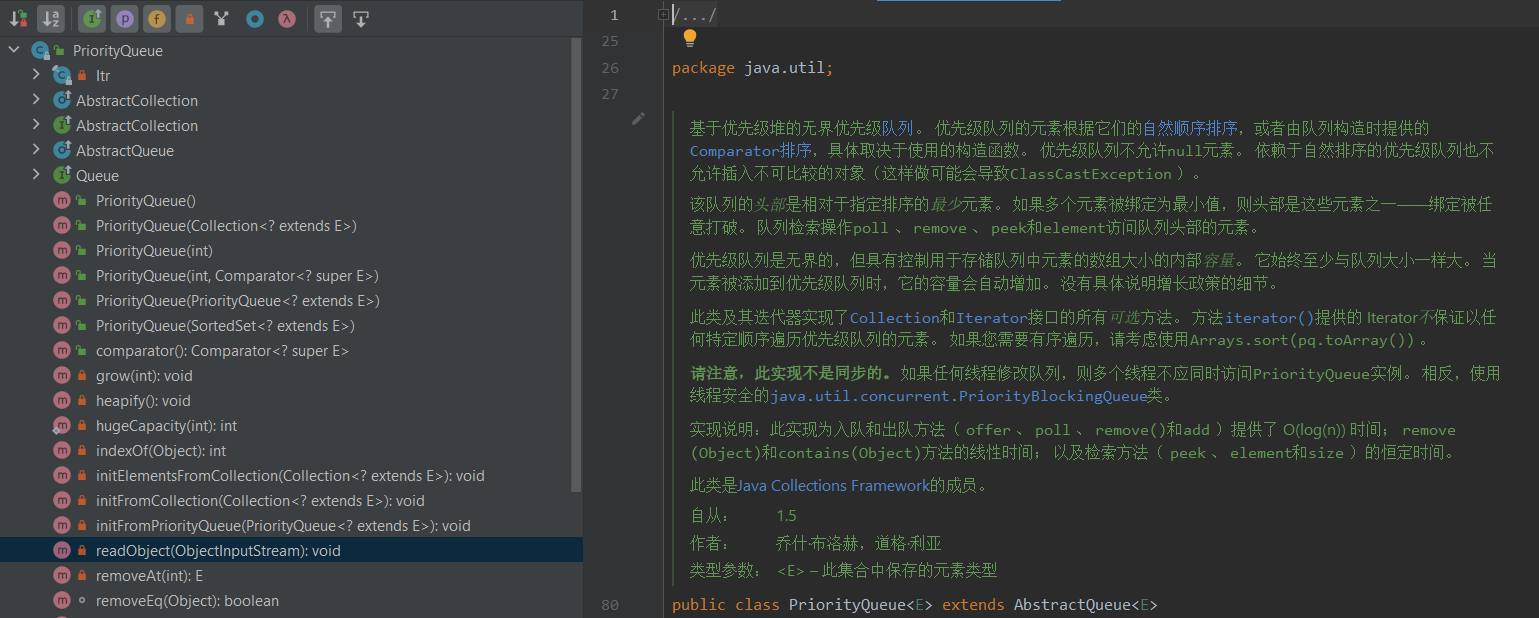 PriorityQueue
Itr
AbstractCollection
AbstractCollection
AbstractQueue
Queue
PriorityQueue()
PriorityQueue(Collection<? extends E>)
PriorityQueue(int)
PriorityQueue(int, Comparator<? super E>)
PriorityQueue(PriorityQueue<? extends E>)
PriorityQueue(SortedSet<? extends E>)
comparator(): Comparator<? super E>
grow(int): void
heapify(): void
hugeCapacity(int): int
indexOf(Object): int
initElementsFromCollection(Collection<? extends E>): void
initFromCollection(Collection<? extends E>): void
initFromPriorityQueue(PriorityQueue<? extends E>): void
readObject(ObjectInputStream): void
removeAt(int): E
removeEq(Object): boolean
1 /.../
25
26 package java.util;
27
基于优先级堆的无界优先级队列。 优先级队列的元素根据它们的自然顺序排序，或者由队列构造时提供的
Comparator排序，具体取决于使用的构造函数。 优先级队列不允许null元素。 依赖于自然排序的优先级队列也不
允许插入不可比较的对象（这样做可能会导致ClassCastException ）。
该队列的头部是相对于指定排序的最少元素。 如果多个元素被绑定为最小值，则头部是这些元素之一——绑定被任
意打破。 队列检索操作poll 、 remove 、 peek和element访问队列头部的元素。
优先级队列是无界的，但具有控制用于存储队列中元素的数组大小的内部容量。 它始终至少与队列大小一样大。 当
元素被添加到优先级队列时，它的容量会自动增加。 没有具体说明增长政策的细节。
此类及其迭代器实现了Collection和Iterator接口的所有可选方法。 方法iterator()提供的 Iterator不保证以任
何特定顺序遍历优先级队列的元素。 如果您需要有序遍历，请考虑使用Arrays.sort(pq.toArray()) 。
请注意，此实现不是同步的。如果任何线程修改队列，则多个线程不应同时访问PriorityQueue实例。 相反，使用
线程安全的java.util.concurrent.PriorityBlockingQueue类。
实现说明：此实现为入队和出队方法（ offer 、 poll 、 remove()和add ）提供了 O(log(n)) 时间； remove
(Object)和contains(Object)方法的线性时间； 以及检索方法（ peek 、 element和size ）的恒定时间。
此类是Java Collections Framework的成员。
自从： 1.5
作者： 乔什·布洛赫，道格·利亚
类型参数： <E> – 此集合中保存的元素类型
80 public class PriorityQueue<E> extends AbstractQueue<E>